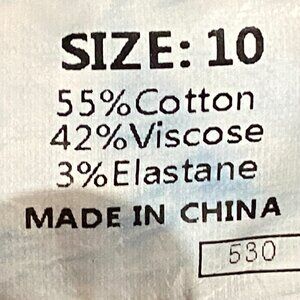 SIZE: 10
55%Cotton
42%Viscose
3%Elastane
MADE IN CHINA
530